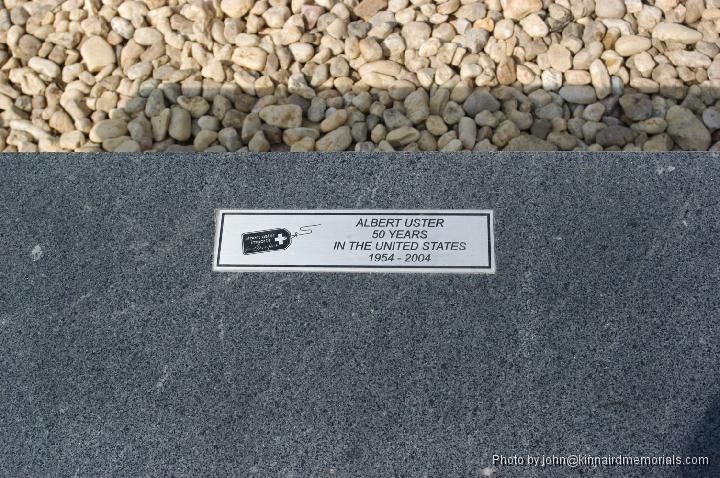 ALBERT USTER
50 YEARS
IN THE UNITED STATES
1954 - 2004
Photo by john@kinnairdmemorials.com